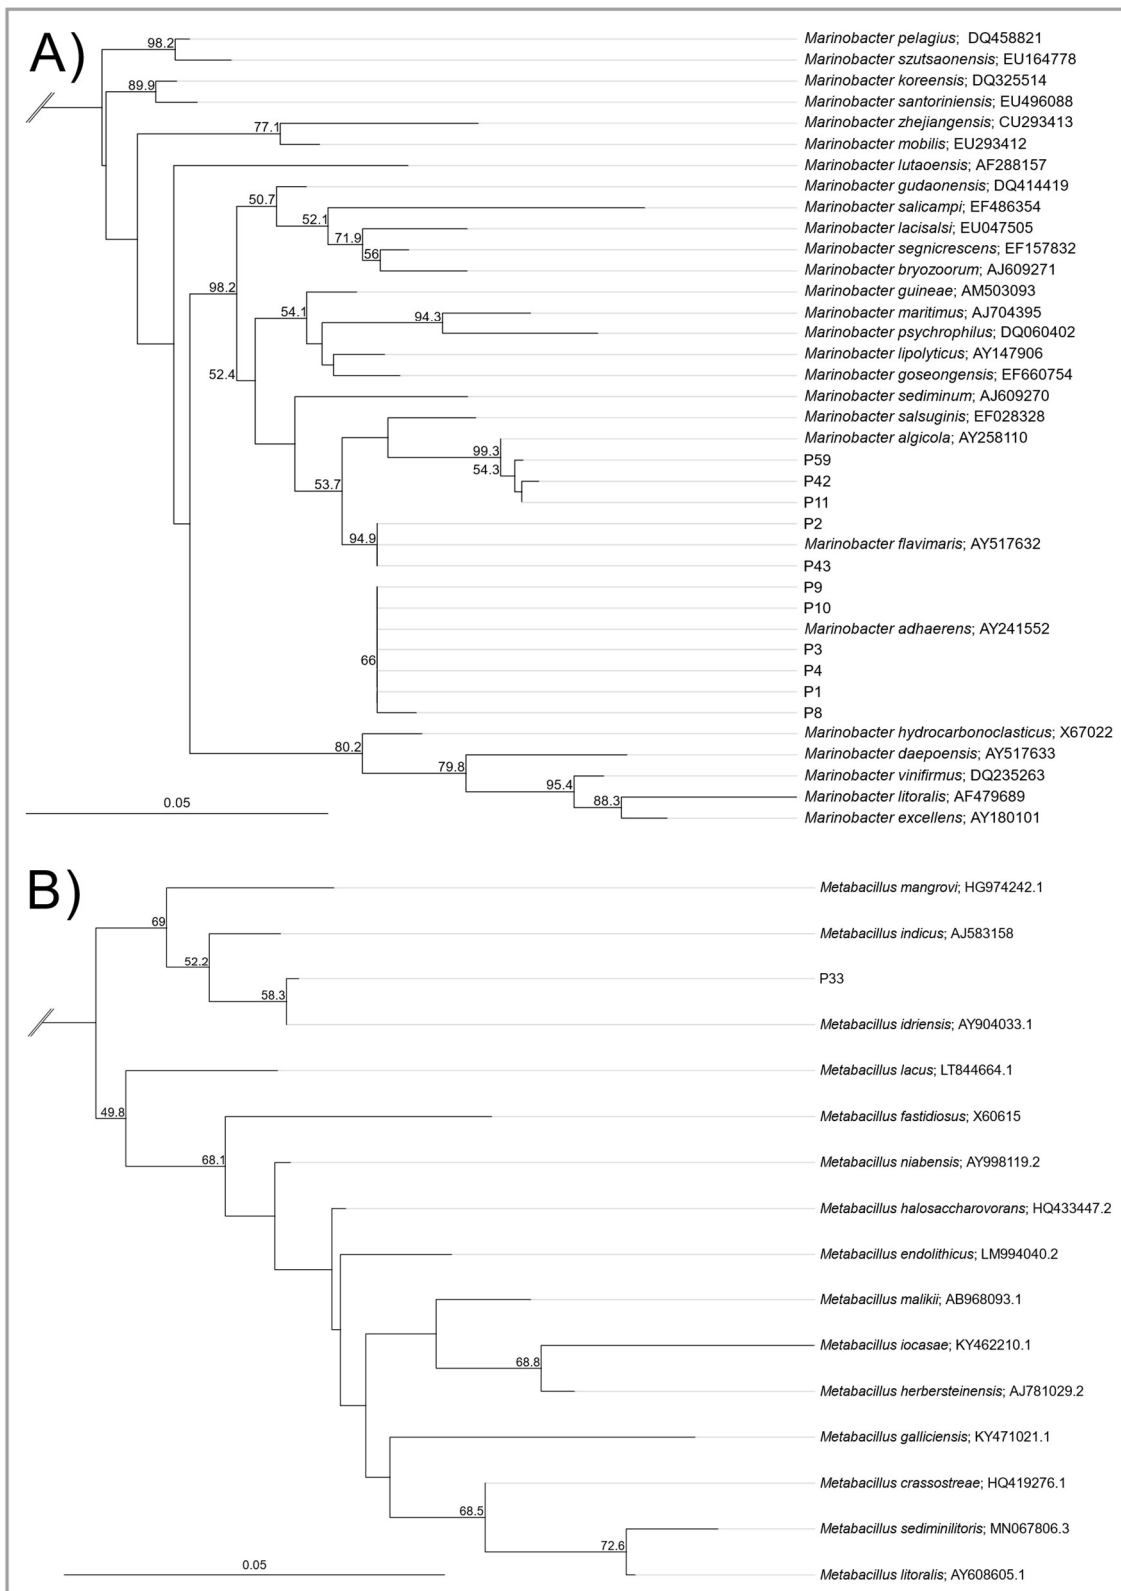 A)
98.2
Marinobacter pelagius; DQ458821
Marinobacter szutsaonensis; EU164778
89.9
Marinobacter koreensis; DQ325514
Marinobacter santoriniensis; EU496088
77.1
Marinobacter zhejiangensis; CU293413
Marinobacter mobilis; EU293412
Marinobacter lutaoensis; AF288157
50.7
Marinobacter gudaonensis; DQ414419
52.1
Marinobacter salicampi; EF486354
71.9
Marinobacter lacisalsi; EU047505
56
Marinobacter segnicrescens; EF157832
Marinobacter bryozoorum; AJ609271
98.2
Marinobacter guineae; AM503093
54.1
94.3
Marinobacter maritimus; AJ704395
Marinobacter psychrophilus; DQ060402
Marinobacter lipolyticus; AY147906
52.4
Marinobacter goseongensis; EF660754
Marinobacter sediminum; AJ609270
Marinobacter salsuginis; EF028328
99.3
Marinobacter algicola; AY258110
54.3
P59
53.7
P42
P11
P2
94.9
Marinobacter flavimaris; AY517632
P43
P9
P10
Marinobacter adhaerens; AY241552
P3
66
P4
P1
P8
80.2
Marinobacter hydrocarbonoclasticus; X67022
79.8
Marinobacter daepoensis; AY517633
95.4
Marinobacter vinifirmus; DQ235263
88.3
Marinobacter litoralis; AF479689
Marinobacter excellens; AY180101
0.05
B)
Metabacillus mangrovi; HG974242.1
69
Metabacillus indicus; AJ583158
52.2
P33
58.3
Metabacillus idriensis; AY904033.1
Metabacillus lacus; LT844664.1
49.8
Metabacillus fastidiosus; X60615
68.1
Metabacillus niabensis; AY998119.2
Metabacillus halosaccharovorans; HQ433447.2
Metabacillus endolithicus; LM994040.2
Metabacillus malikii; AB968093.1
Metabacillus iocasae; KY462210.1
68.8
Metabacillus herbersteinensis; AJ781029.2
Metabacillus galliciensis; KY471021.1
Metabacillus crassostreae; HQ419276.1
68.5
Metabacillus sediminilitoris; MN067806.3
72.6
Metabacillus litoralis; AY608605.1
0.05